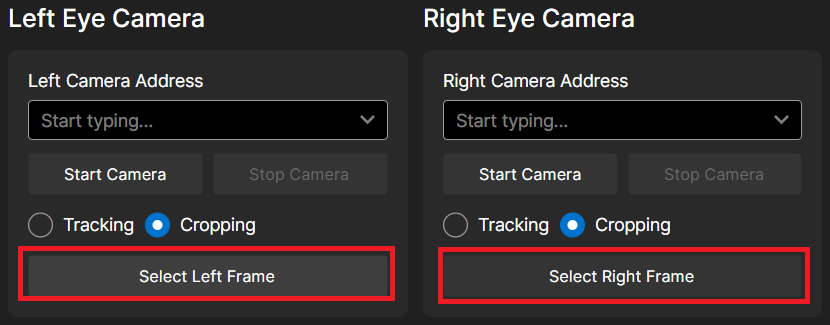 Left Eye Camera
Left Camera Address
Start typing...
Start Camera
Stop Camera
Tracking
Cropping
Select Left Frame
Right Eye Camera
Right Camera Address
Start typing...
Start Camera
Stop Camera
Tracking
Cropping
Select Right Frame